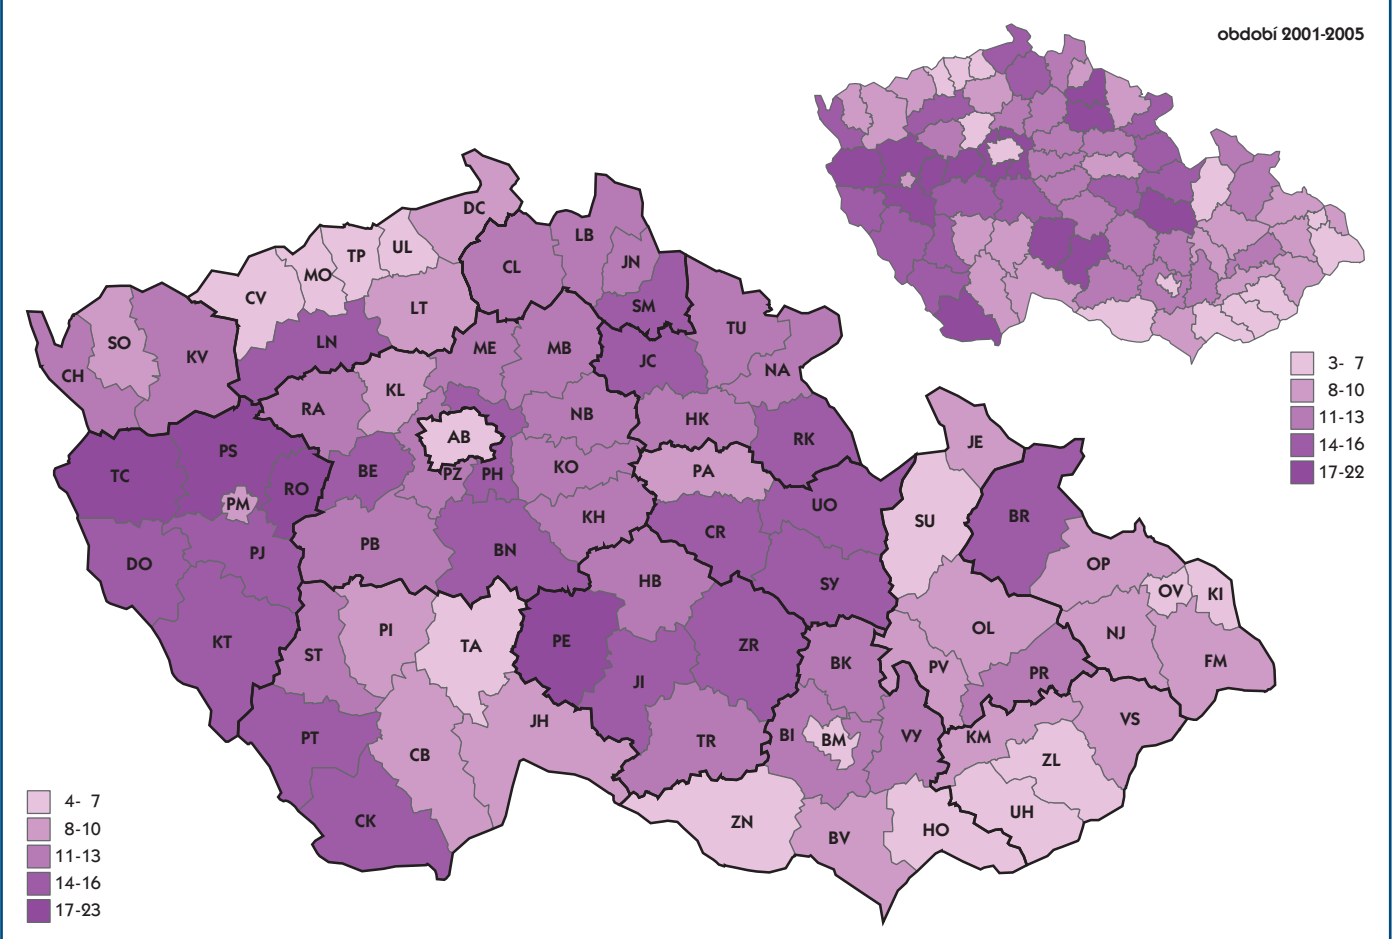 období 2001-2005
3- 7
8-10
11-13
14-16
17-22
DC
LB
UL
TP
MO
CL
JN
CV
SM
LT
TU
SO
LN
ME
MB
KV
JC
CH
NA
KL
RA
NB
HK
AB
RK
JE
PS
BE
PZ
PH
KO
PA
TC
RO
PM
UO
SU
BR
KH
CR
PJ
PB
BN
DO
OP
HB
SY
OV
KI
PI
OL
KT
ST
TA
PE
ZR
NJ
BK
FM
PV
PR
JI
JH
VS
PT
CB
TR
BI
BM
VY
KM
ZL
UH
CK
ZN
BV
HO
4- 7
8-10
11-13
14-16
17-23